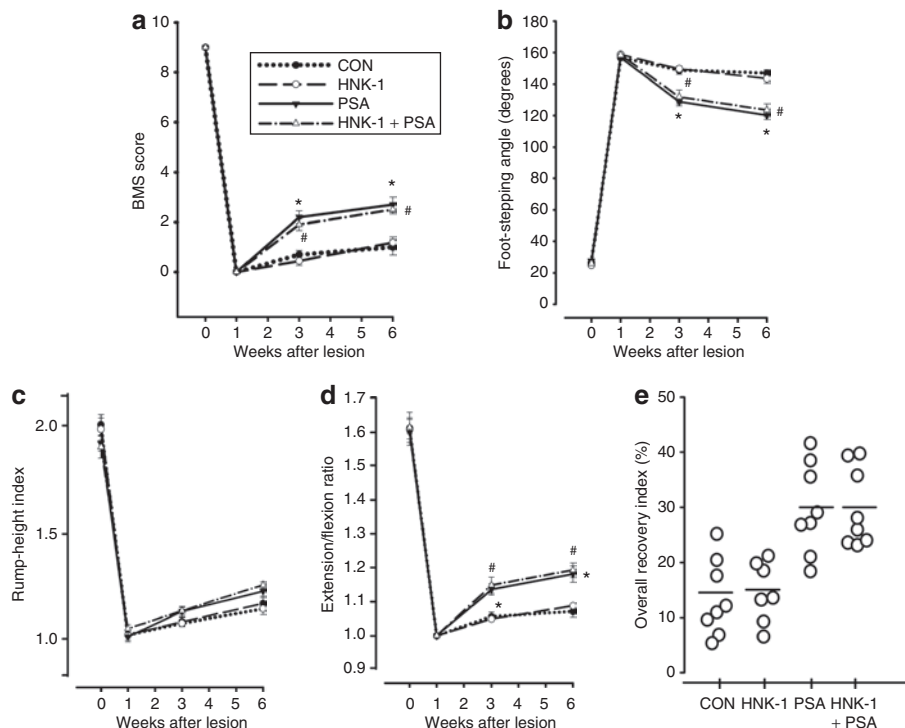 a
10
8
6
4
2
0
BMS score
0 1 2 3 4 5 6
Weeks after lesion
CON
HNK-1
PSA
HNK-1 + PSA
*
*
#
#
b
180
160
140
120
100
80
60
40
20
0
Foot-stepping angle (degrees)
0 1 2 3 4 5 6
Weeks after lesion
#
*
#
*
c
2.0
1.5
1.0
Rump-height index
0 1 2 3 4 5 6
Weeks after lesion
d
1.7
1.6
1.5
1.4
1.3
1.2
1.1
1.0
0.9
Extension/flexion ratio
0 1 2 3 4 5 6
Weeks after lesion
#
*
#
*
e
50
40
30
20
10
0
Overall recovery index (%)
CON HNK-1 PSA HNK-1
+ PSA